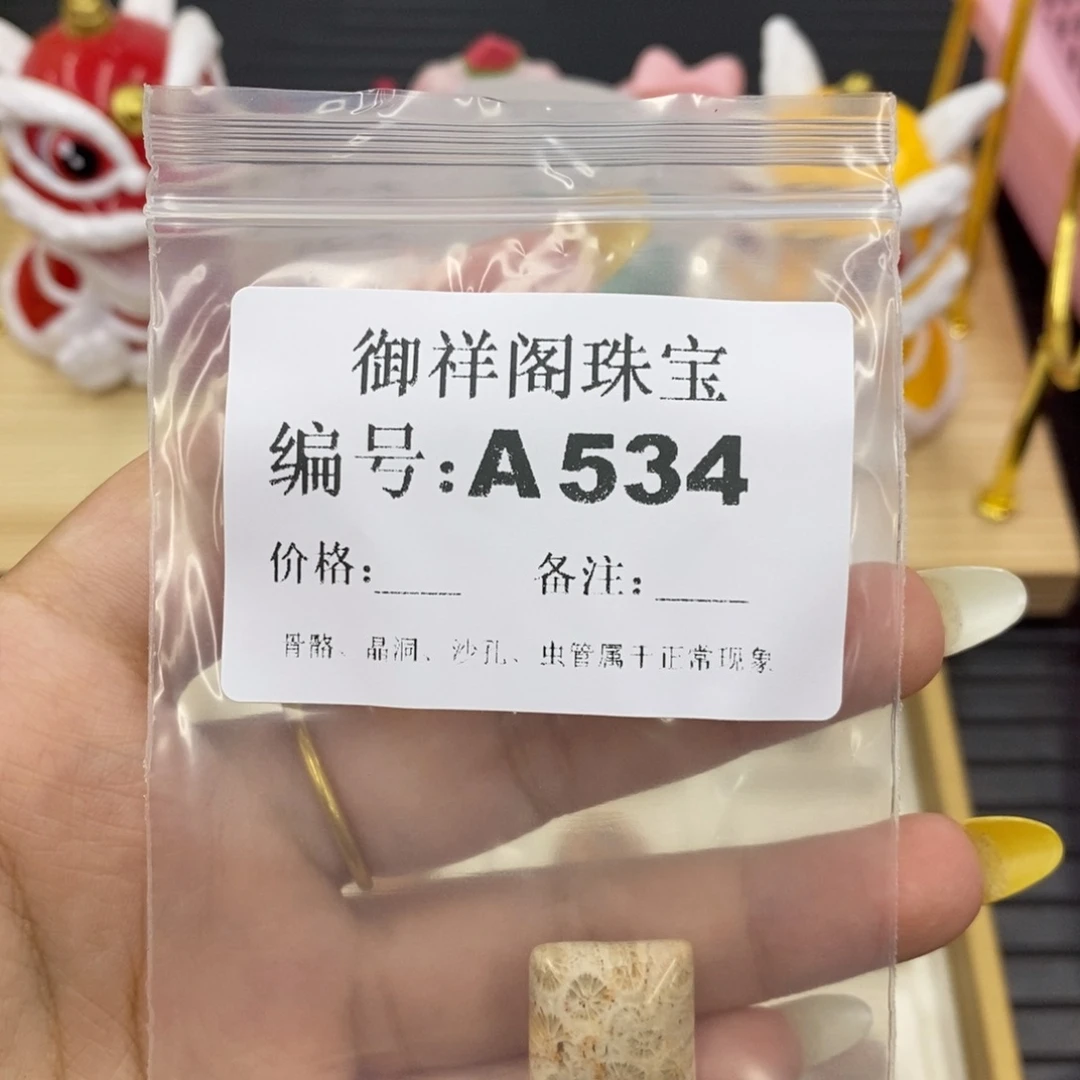 御祥阁珠宝
编号:A534
价格:____ 备注:____
骨骼、晶洞、沙孔、虫管属于正常现象